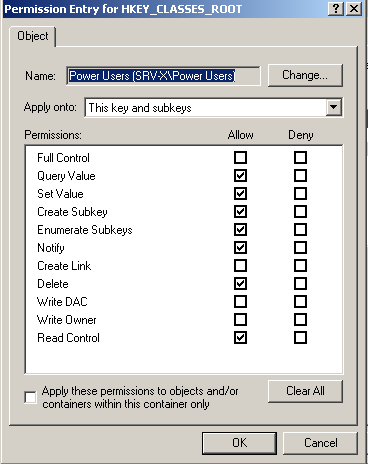 Permission Entry for HKEY_CLASSES_ROOT
Object
Name: Power Users (SRV-X\Power Users) Change...
Apply onto: This key and subkeys
Permissions: Allow Deny
Full Control
Query Value
Set Value
Create Subkey
Enumerate Subkeys
Notify
Create Link
Delete
Write DAC
Write Owner
Read Control
Apply these permissions to objects and/or
containers within this container only
Clear All
OK Cancel